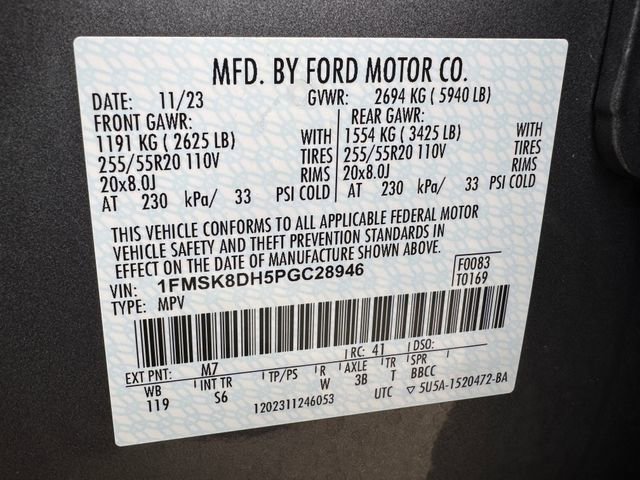 MFD. BY FORD MOTOR CO.
DATE: 11/23 GVWR: 2694 KG ( 5940 LB)
FRONT GAWR: REAR GAWR:
1191 KG ( 2625 LB) WITH 1554 KG ( 3425 LB) WITH
255/55R20 110V TIRES 255/55R20 110V TIRES
20x8.0J RIMS 20x8.0J RIMS
AT 230 kPa/ 33 PSI COLD AT 230 kPa/ 33 PSI COLD
THIS VEHICLE CONFORMS TO ALL APPLICABLE FEDERAL MOTOR
VEHICLE SAFETY AND THEFT PREVENTION STANDARDS IN
EFFECT ON THE DATE OF MANUFACTURE SHOWN ABOVE.
VIN: 1FMSK8DH5PGC28946 F0083
TYPE: MPV T0169
EXT PNT: M7 RC: 41 DSO:
WB INT TR TP/PS R AXLE TR SPR
119 S6 W 3B T BBCC
1202311246053 UTC ▽5U5A-1520472-BA